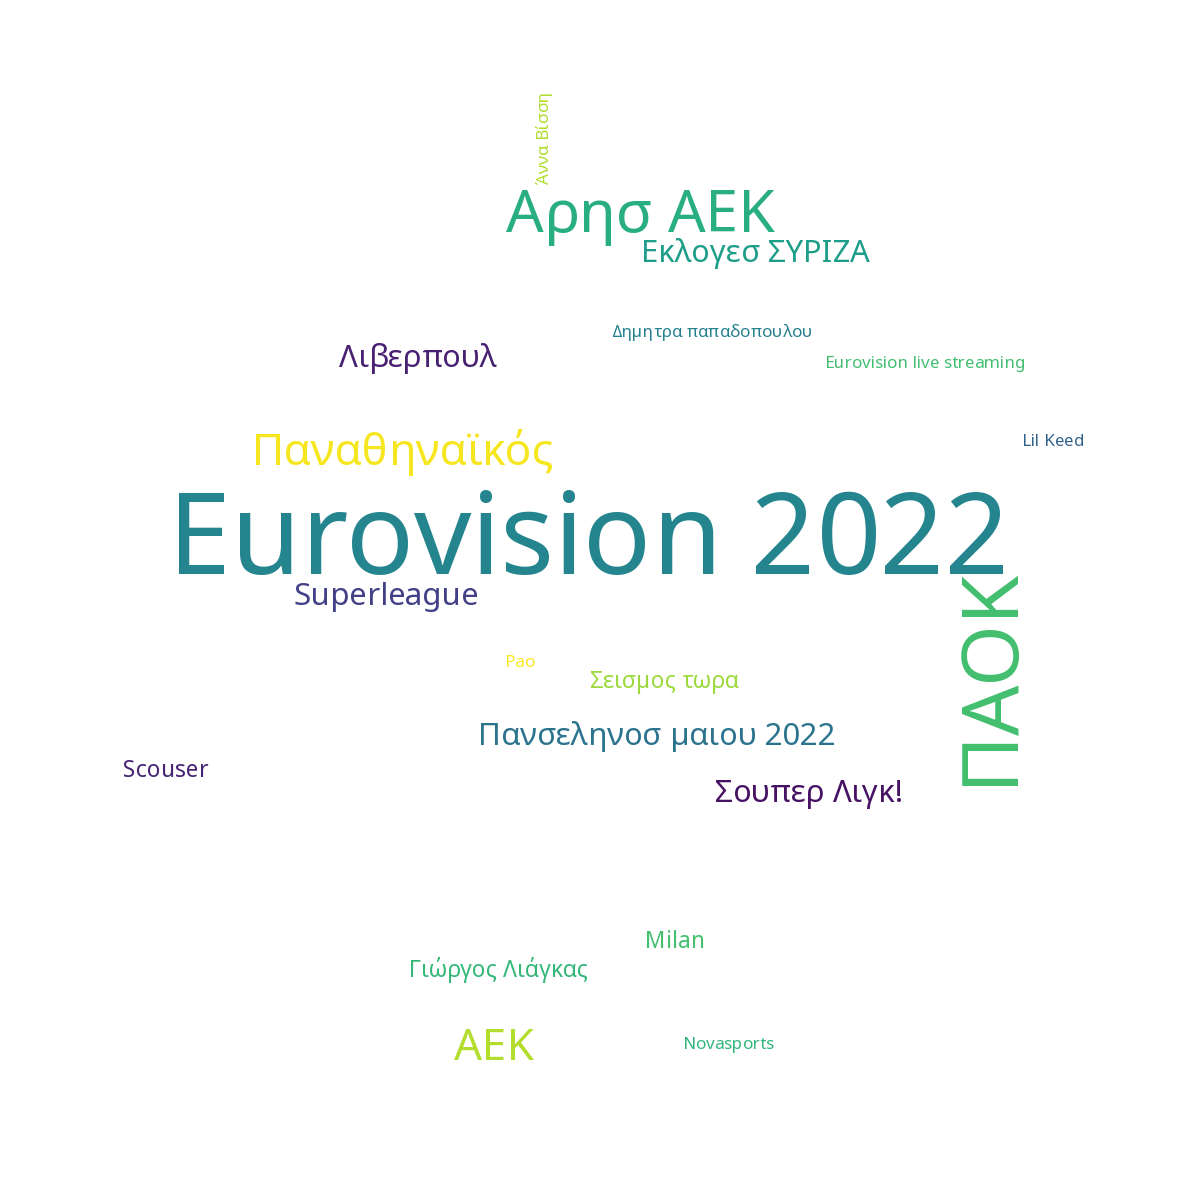 Άννα Βίσση
Αρησ ΑΕΚ
Εκλογεσ ΣΥΡΙΖΑ
Δημητρα παπαδοπουλου
Λιβερπουλ
Eurovision live streaming
Lil Keed
Παναθηναϊκός
Eurovision 2022
Superleague
ΠΑΟΚ
Pao
Σεισμος τωρα
Πανσεληνοσ μαιου 2022
Scouser
Σουπερ Λιγκ!
Milan
Γιώργος Λιάγκας
ΑΕΚ
Novasports